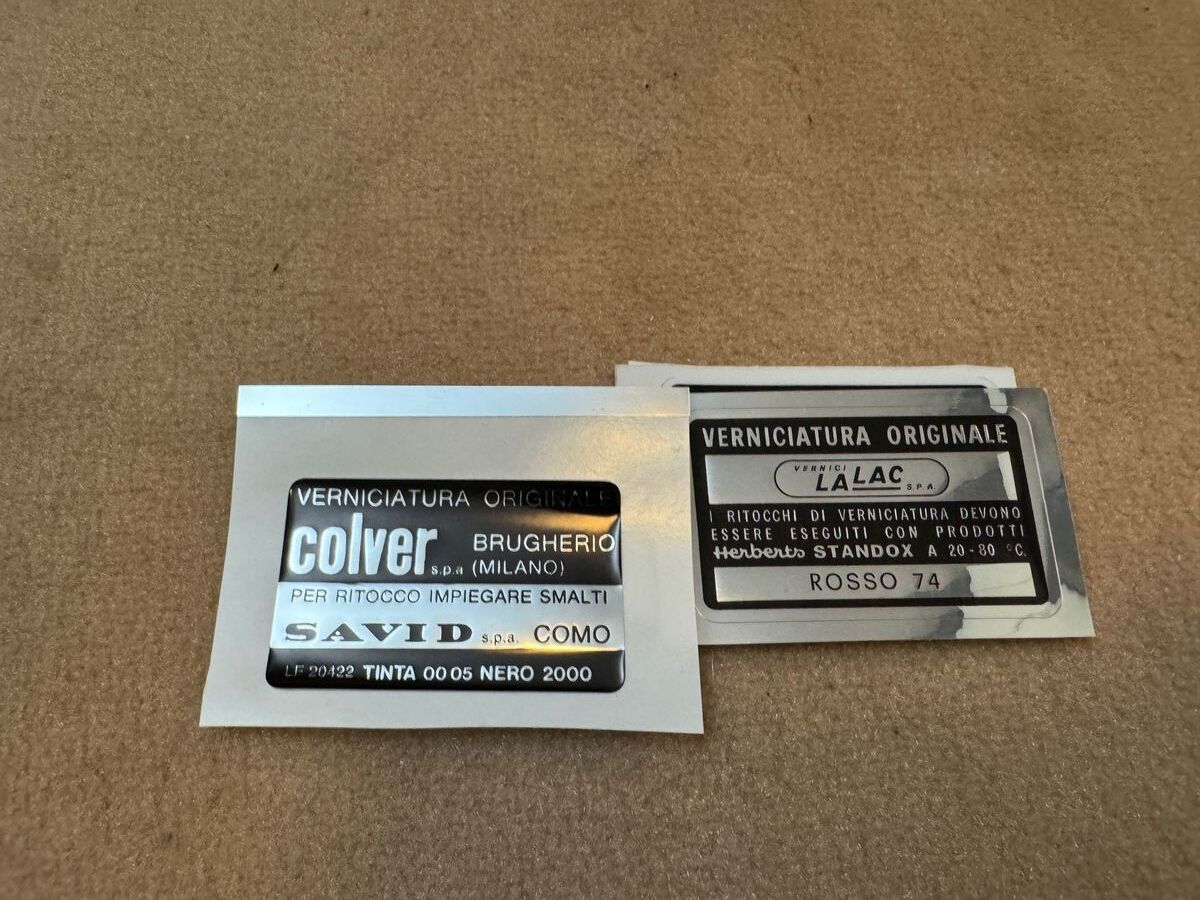 VERNICIATURA ORIGINALE
colver s.p.a BRUGHERIO
(MILANO)
PER RITOCCO IMPIEGARE SMALTI
SAVID s.p.a. COMO
LF 20422 TINTA 00 05 NERO 2000
VERNICIATURA ORIGINALE
VERNICI
LALAC S.P.A.
I RITOCCHI DI VERNICIATURA DEVONO
ESSERE ESEGUITI CON PRODOTTI
Herberts STANDOX A 20-80 °C.
ROSSO 74